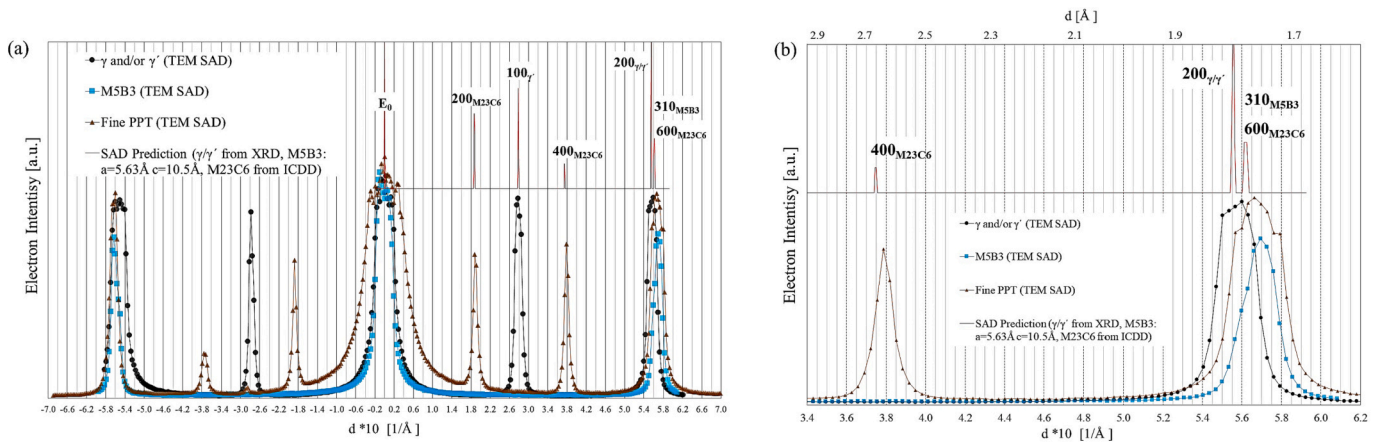 (a)
γ and/or γ´ (TEM SAD)
M5B3 (TEM SAD)
Fine PPT (TEM SAD)
SAD Prediction (γ/γ´ from XRD, M5B3:
a=5.63Å c=10.5Å, M23C6 from ICDD)
E0
200M23C6
100γ´
400M23C6
200γ/γ´
310M5B3
600M23C6
Electron Intentisy [a.u.]
-7.0 -6.6 -6.2 -5.8 -5.4 -5.0 -4.6 -4.2 -3.8 -3.4 -3.0 -2.6 -2.2 -1.8 -1.4 -1.0 -0.6 -0.2 0.2 0.6 1.0 1.4 1.8 2.2 2.6 3.0 3.4 3.8 4.2 4.6 5.0 5.4 5.8 6.2 6.6 7.0
d *10 [1/Å]
(b)
d [Å]
2.9 2.7 2.5 2.3 2.1 1.9 1.7
200γ/γ´
310M5B3
600M23C6
400M23C6
γ and/or γ´ (TEM SAD)
M5B3 (TEM SAD)
Fine PPT (TEM SAD)
SAD Prediction (γ/γ´ from XRD, M5B3:
a=5.63Å c=10.5Å, M23C6 from ICDD)
Electron Intentisy [a.u.]
3.4 3.6 3.8 4.0 4.2 4.4 4.6 4.8 5.0 5.2 5.4 5.6 5.8 6.0 6.2
d *10 [1/Å]